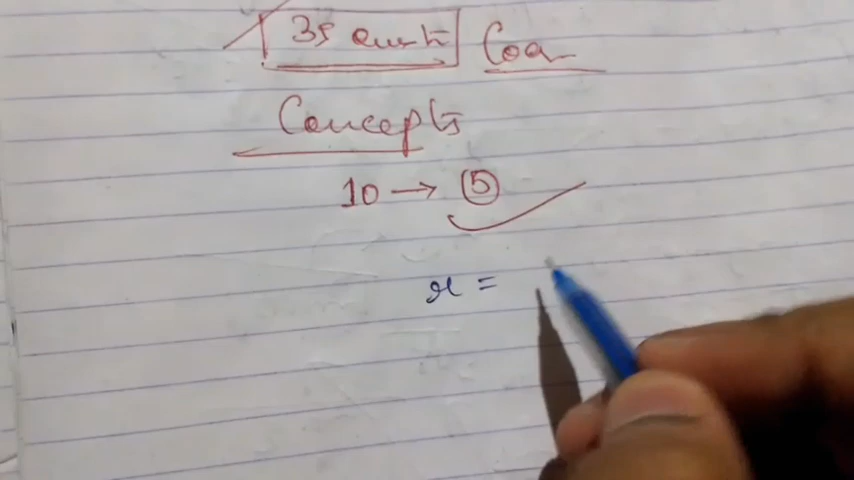 35 Coa
Concepts
10 → 5
x =